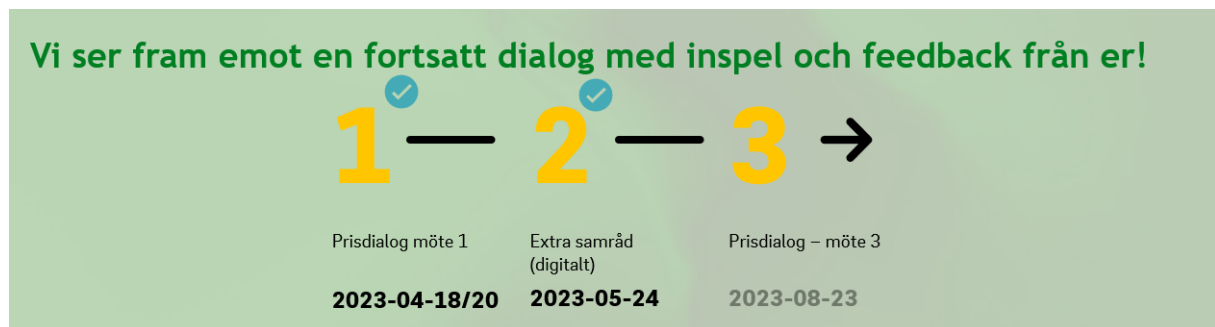 Vi ser fram emot en fortsatt dialog med inspel och feedback från er!
1 2 3
Prisdialog möte 1
Extra samråd
(digitalt)
Prisdialog – möte 3
2023-04-18/20
2023-05-24
2023-08-23